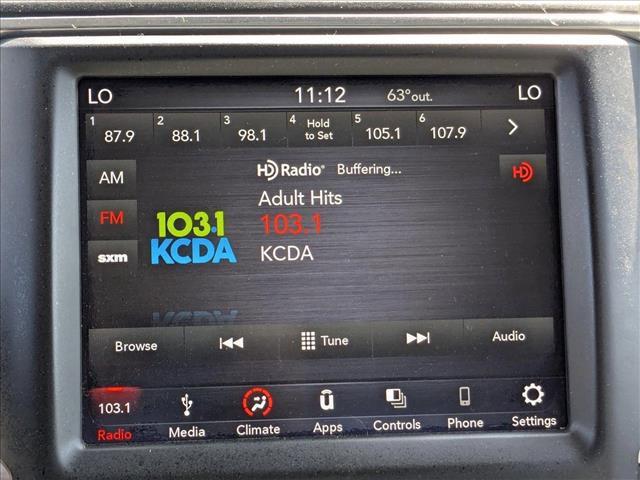 LO 11:12 63°out. LO
1 87.9 2 88.1 3 98.1 4 Hold to Set 5 105.1 6 107.9
HD Radio® Buffering...
AM
HD
Adult Hits
FM
103.1
103.1
KCDA
KCDA
sxm
Browse Tune Audio
103.1
Radio Media Climate Apps Controls Phone Settings